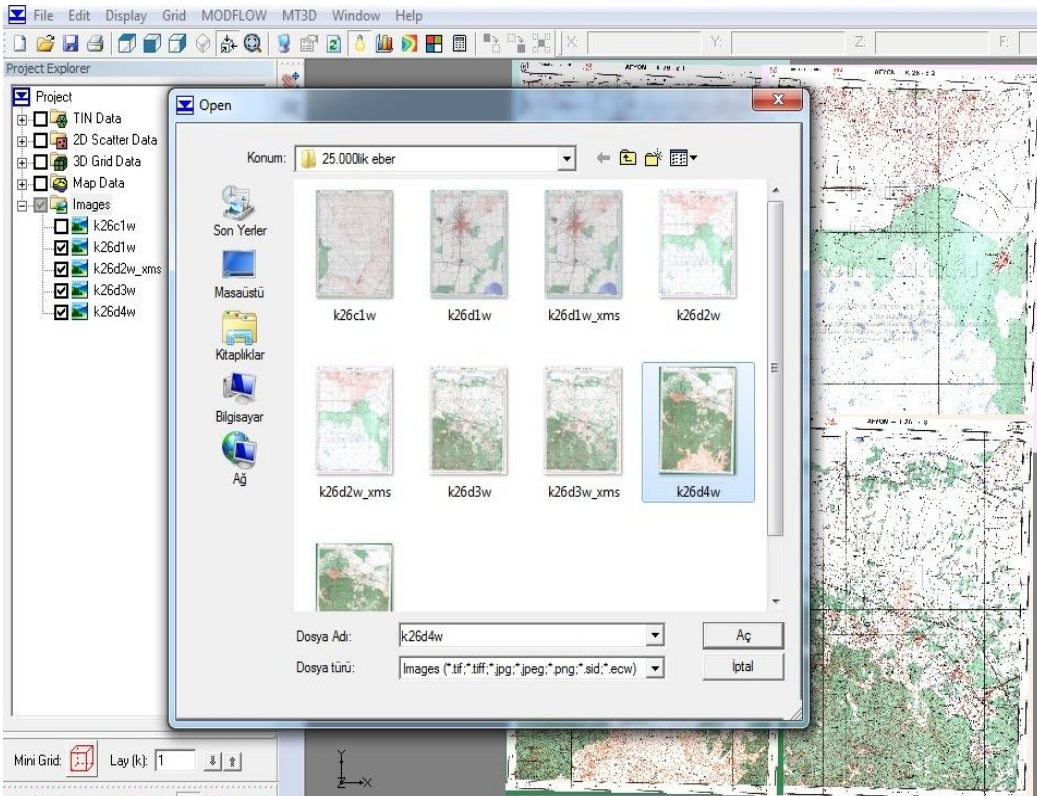 File Edit Display Grid MODFLOW MT3D Window Help
X: Y: Z: F:
Project Explorer
Project
TIN Data
2D Scatter Data
3D Grid Data
Map Data
Images
k26c1w
k26d1w
k26d2w_xms
k26d3w
k26d4w
Mini Grid: Lay (k): 1
Open
Konum: 25.000lik eber
Son Yerler
Masaüstü
Kitaplıklar
Bilgisayar
Ağ
k26c1w k26d1w k26d1w_xms k26d2w
k26d2w_xms k26d3w k26d3w_xms k26d4w
Dosya Adı: k26d4w Aç
Dosya türü: Images (*.tif;*.tiff;*.jpg;*.jpeg;*.png;*.sid;*.ecw) İptal
AFYON
AFYON
AFYON
Y
Z X